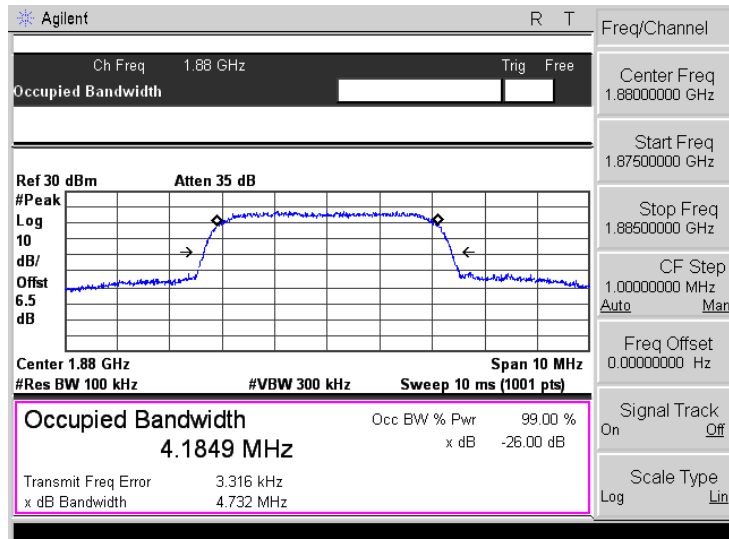 Agilent R T
Ch Freq 1.88 GHz Trig Free
Occupied Bandwidth
Ref 30 dBm Atten 35 dB
#Peak
Log
10
dB/
Offst
6.5
dB
Center 1.88 GHz Span 10 MHz
#Res BW 100 kHz #VBW 300 kHz Sweep 10 ms (1001 pts)
Occupied Bandwidth Occ BW % Pwr 99.00 %
4.1849 MHz x dB -26.00 dB
Transmit Freq Error 3.316 kHz
x dB Bandwidth 4.732 MHz
Freq/Channel
Center Freq
1.88000000 GHz
Start Freq
1.87500000 GHz
Stop Freq
1.88500000 GHz
CF Step
1.00000000 MHz
Auto Man
Freq Offset
0.00000000 Hz
Signal Track
On Off
Scale Type
Log Lin